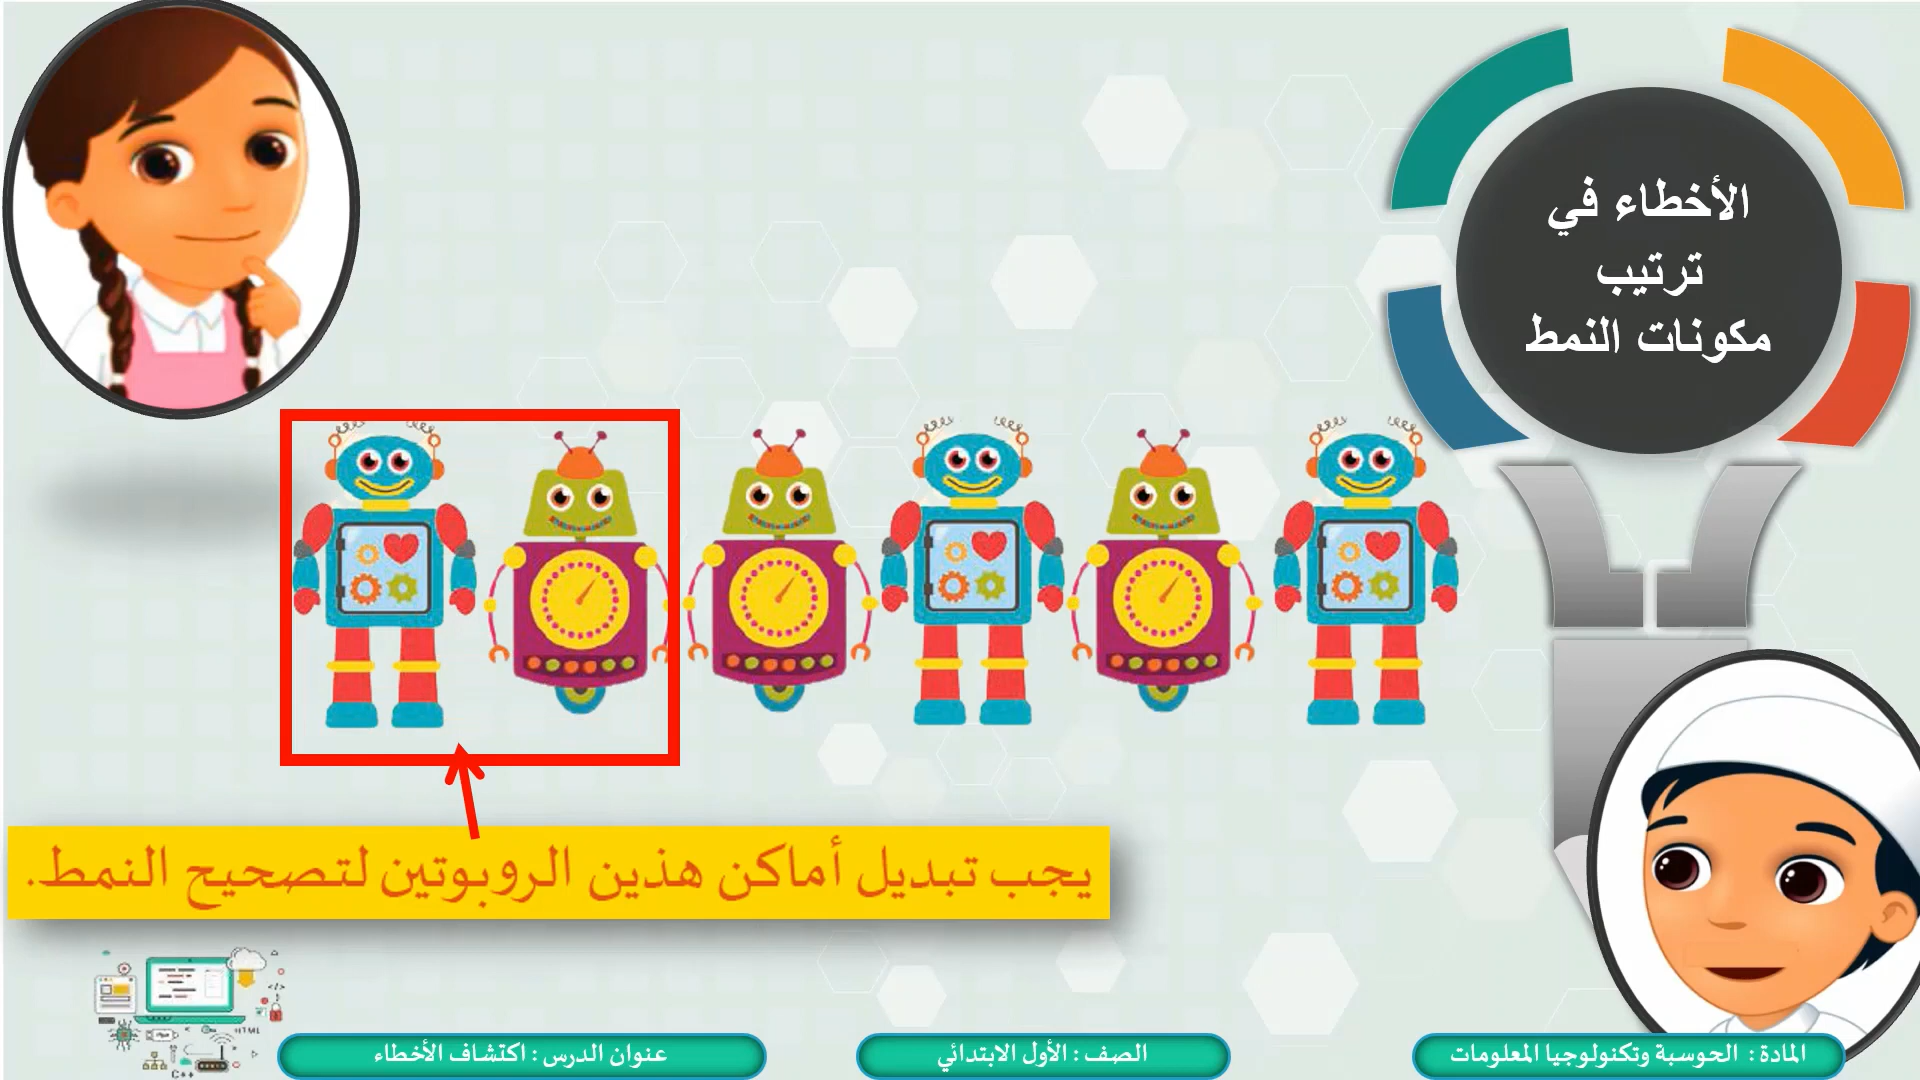 الأخطاء في
ترتيب
مكونات النمط
يجب تبديل أماكن هذين الروبوتين لتصحيح النمط.
المادة : الحوسبة وتكنولوجيا المعلومات
الصف : الأول الابتدائي
عنوان الدرس : اكتشاف الأخطاء
</>
HTML
C++